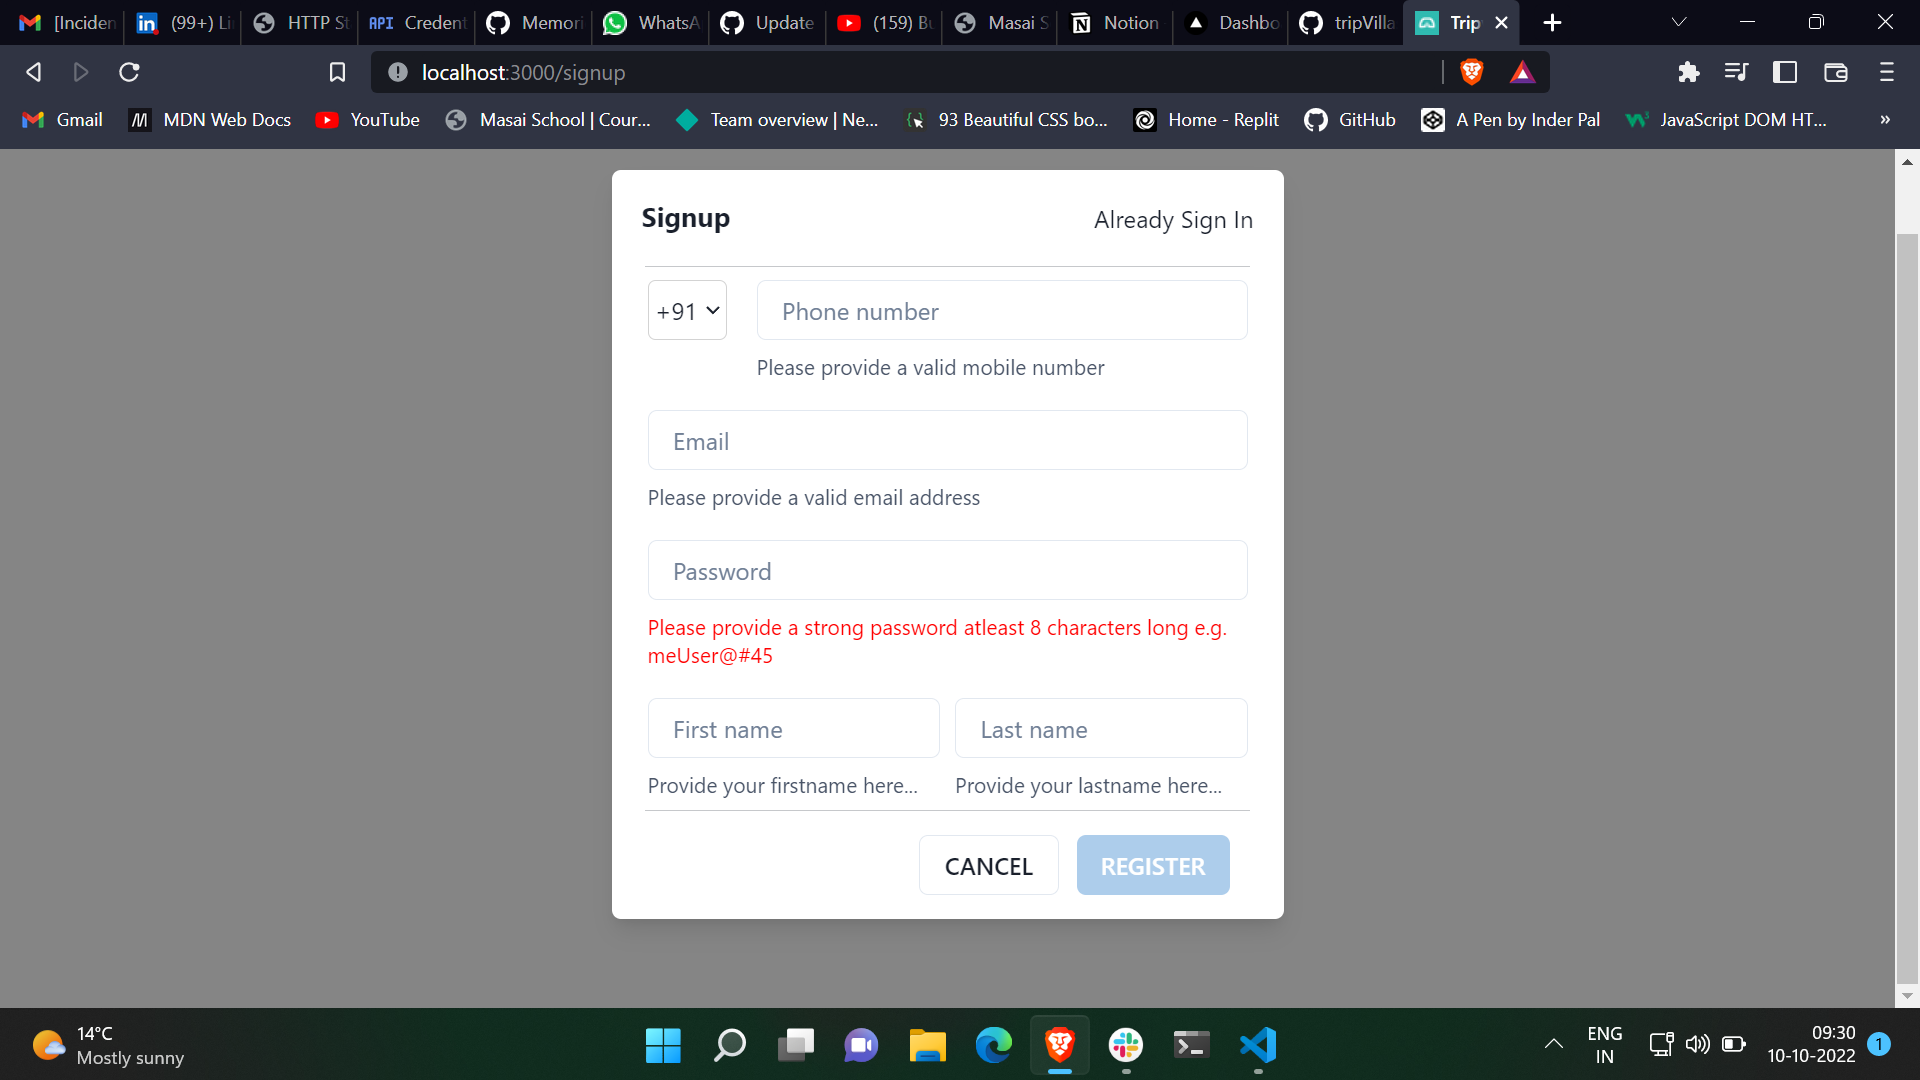 [Inciden
(99+) Li
HTTP St
API Credent
Memori
WhatsA
Update
(159) Bu
Masai S
Notion
Dashbo
tripVilla
Trip
localhost:3000/signup
Gmail
MDN Web Docs
YouTube
Masai School | Cour...
Team overview | Ne...
93 Beautiful CSS bo...
Home - Replit
GitHub
A Pen by Inder Pal
JavaScript DOM HT...
»
Signup
Already Sign In
+91
Phone number
Please provide a valid mobile number
Email
Please provide a valid email address
Password
Please provide a strong password atleast 8 characters long e.g.
meUser@#45
First name
Last name
Provide your firstname here...
Provide your lastname here...
CANCEL
REGISTER
14°C
Mostly sunny
ENG
IN
09:30
10-10-2022
1